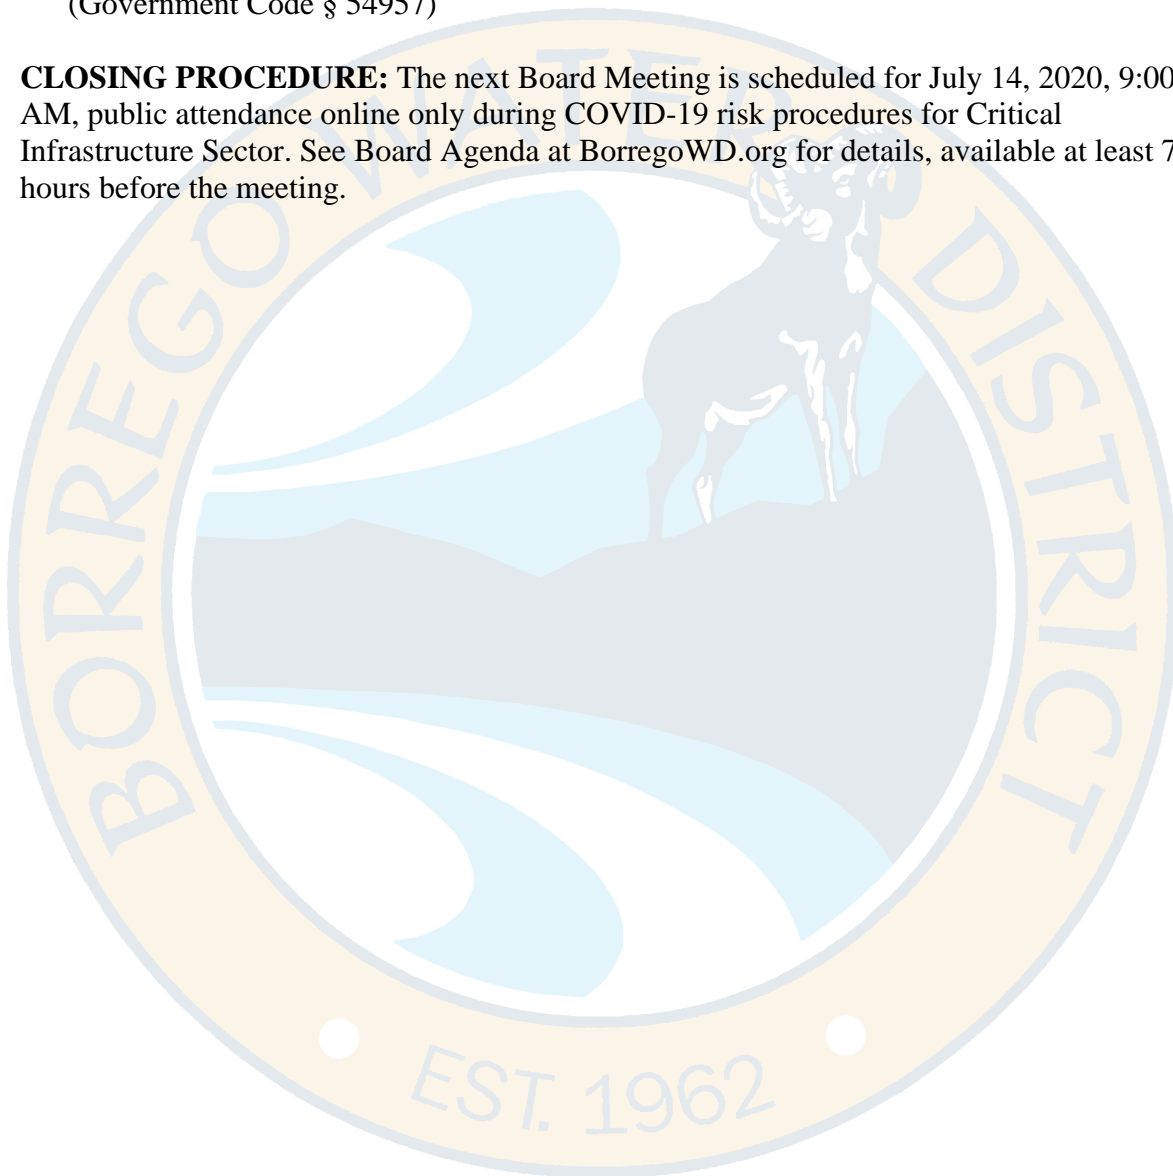 (Government Code § 54957)
CLOSING PROCEDURE: The next Board Meeting is scheduled for July 14, 2020, 9:00
AM, public attendance online only during COVID-19 risk procedures for Critical
Infrastructure Sector. See Board Agenda at BorregoWD.org for details, available at least 7
hours before the meeting.
BORREGO WATER DISTRICT
EST. 1962